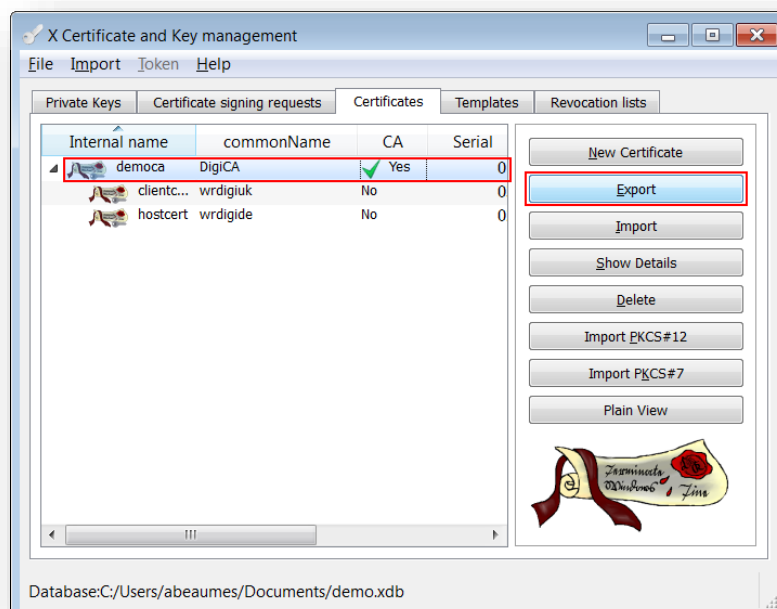 X Certificate and Key management
File Import Token Help
Private Keys Certificate signing requests Certificates Templates Revocation lists
Internal name commonName CA Serial
democa DigiCA Yes 0
clientc... wrdigiuk No 0
hostcert wrdigide No 0
New Certificate
Export
Import
Show Details
Delete
Import PKCS#12
Import PKCS#7
Plain View
Database:C:/Users/abeaumes/Documents/demo.xdb